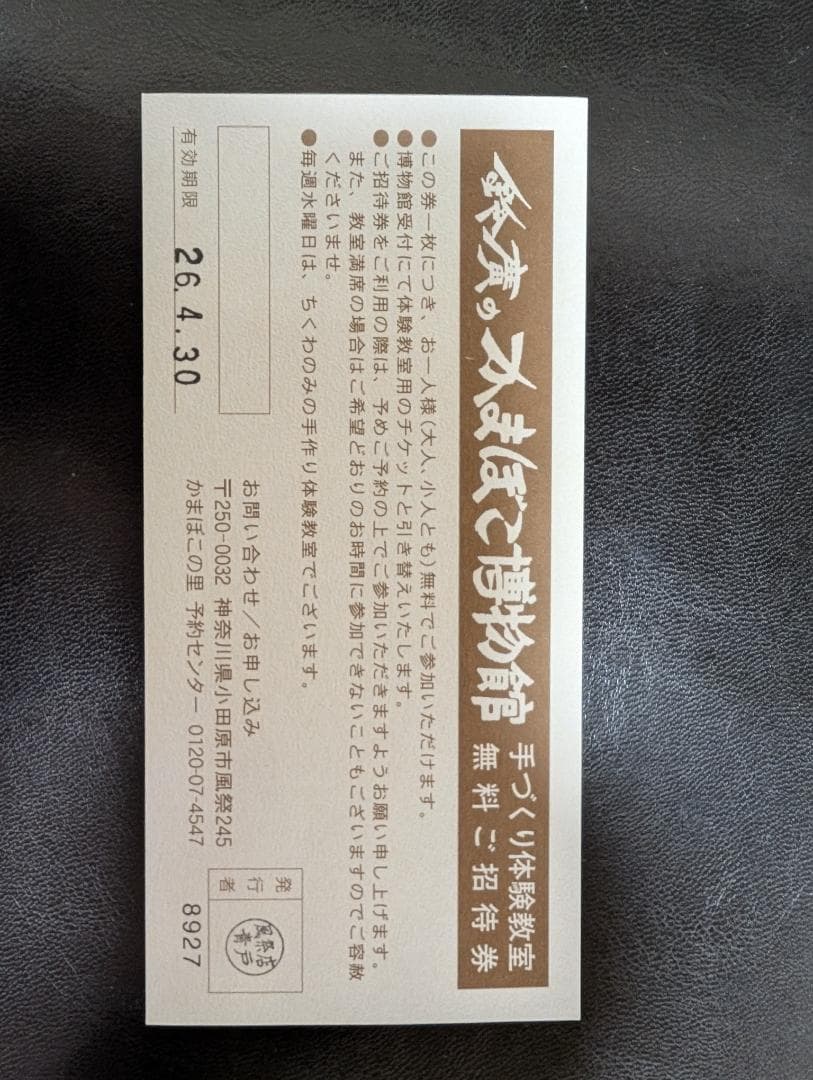 鈴廣のかまぼこ博物館
手づくり体験教室
無料ご招待券
●この券一枚につき、お一人様(大人、小人とも)無料でご参加いただけます。
●博物館受付にて体験教室用のチケットと引き替えいたします。
●ご招待券をご利用の際は、予めご予約の上でご参加いただきますようお願い申し上げます。
また、教室満席の場合はご希望どおりのお時間に参加できないこともございますのでご容赦
くださいませ。
●毎週水曜日は、ちくわのみの手作り体験教室でございます。
有効期限 26.4.30
お問い合わせ/お申し込み
〒250-0032 神奈川県小田原市風祭245
かまぼこの里 予約センター 0120-07-4547
発行者
風祭店
青戸
8927